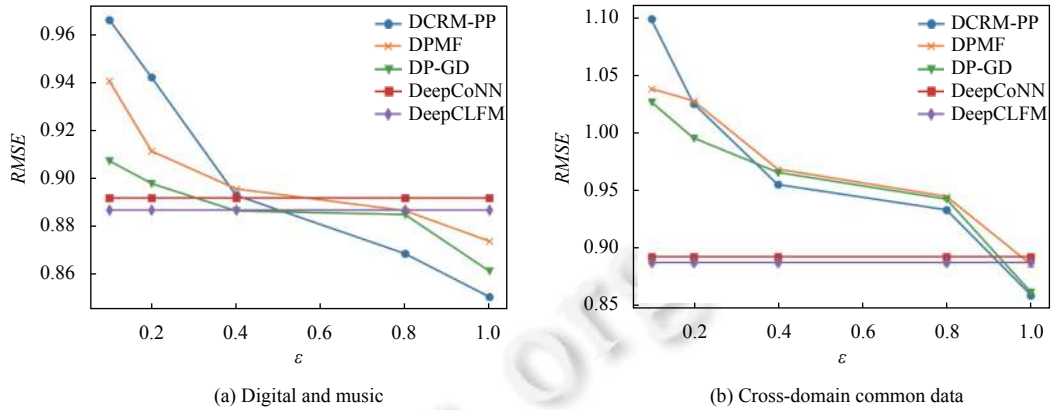 0.96
0.94
0.92
0.90
0.88
0.86
RMSE
0.2
0.4
0.6
0.8
1.0
ε
DCRM-PP
DPMF
DP-GD
DeepCoNN
DeepCLFM
(a) Digital and music
1.10
1.05
1.00
0.95
0.90
0.85
RMSE
0.2
0.4
0.6
0.8
1.0
ε
DCRM-PP
DPMF
DP-GD
DeepCoNN
DeepCLFM
(b) Cross-domain common data
org